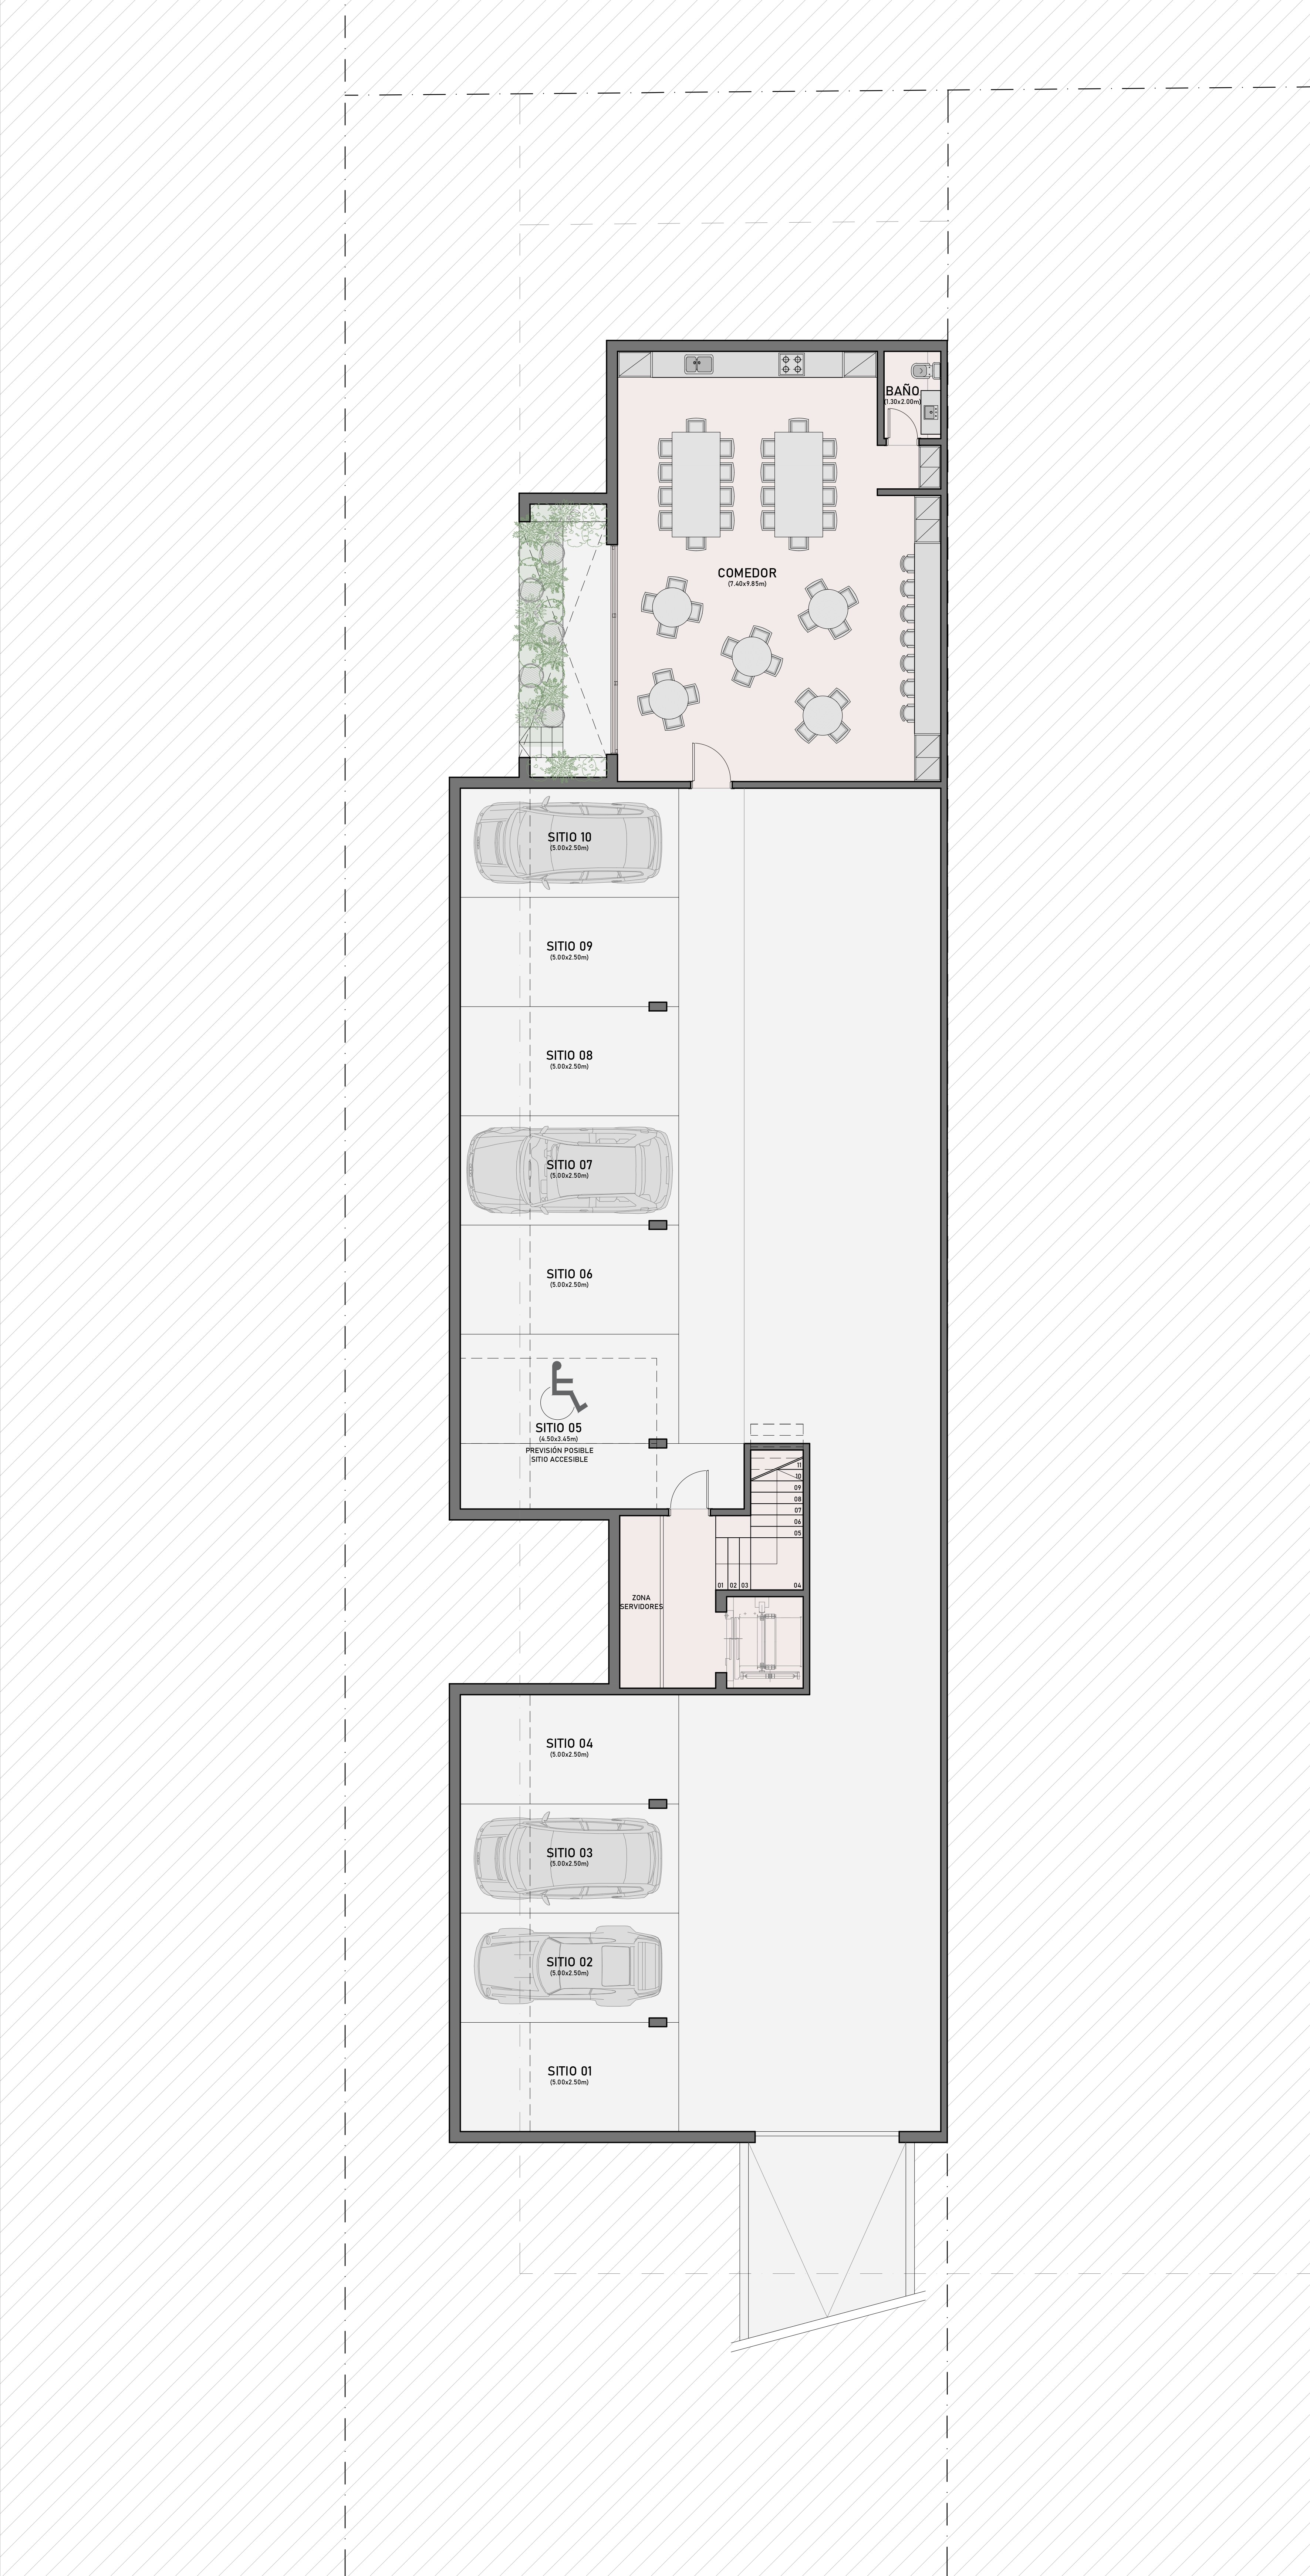 BAÑO
(1.30x2.00m)
COMEDOR
(7.40x9.85m)
SITIO 10
(5.00x2.50m)
SITIO 09
(5.00x2.50m)
SITIO 08
(5.00x2.50m)
SITIO 07
(5.00x2.50m)
SITIO 06
(5.00x2.50m)
SITIO 05
(4.50x3.45m)
PREVISIÓN POSIBLE
SITIO ACCESIBLE
11
10
09
08
07
06
05
01 02 03 04
ZONA
SERVIDORES
SITIO 04
(5.00x2.50m)
SITIO 03
(5.00x2.50m)
SITIO 02
(5.00x2.50m)
SITIO 01
(5.00x2.50m)